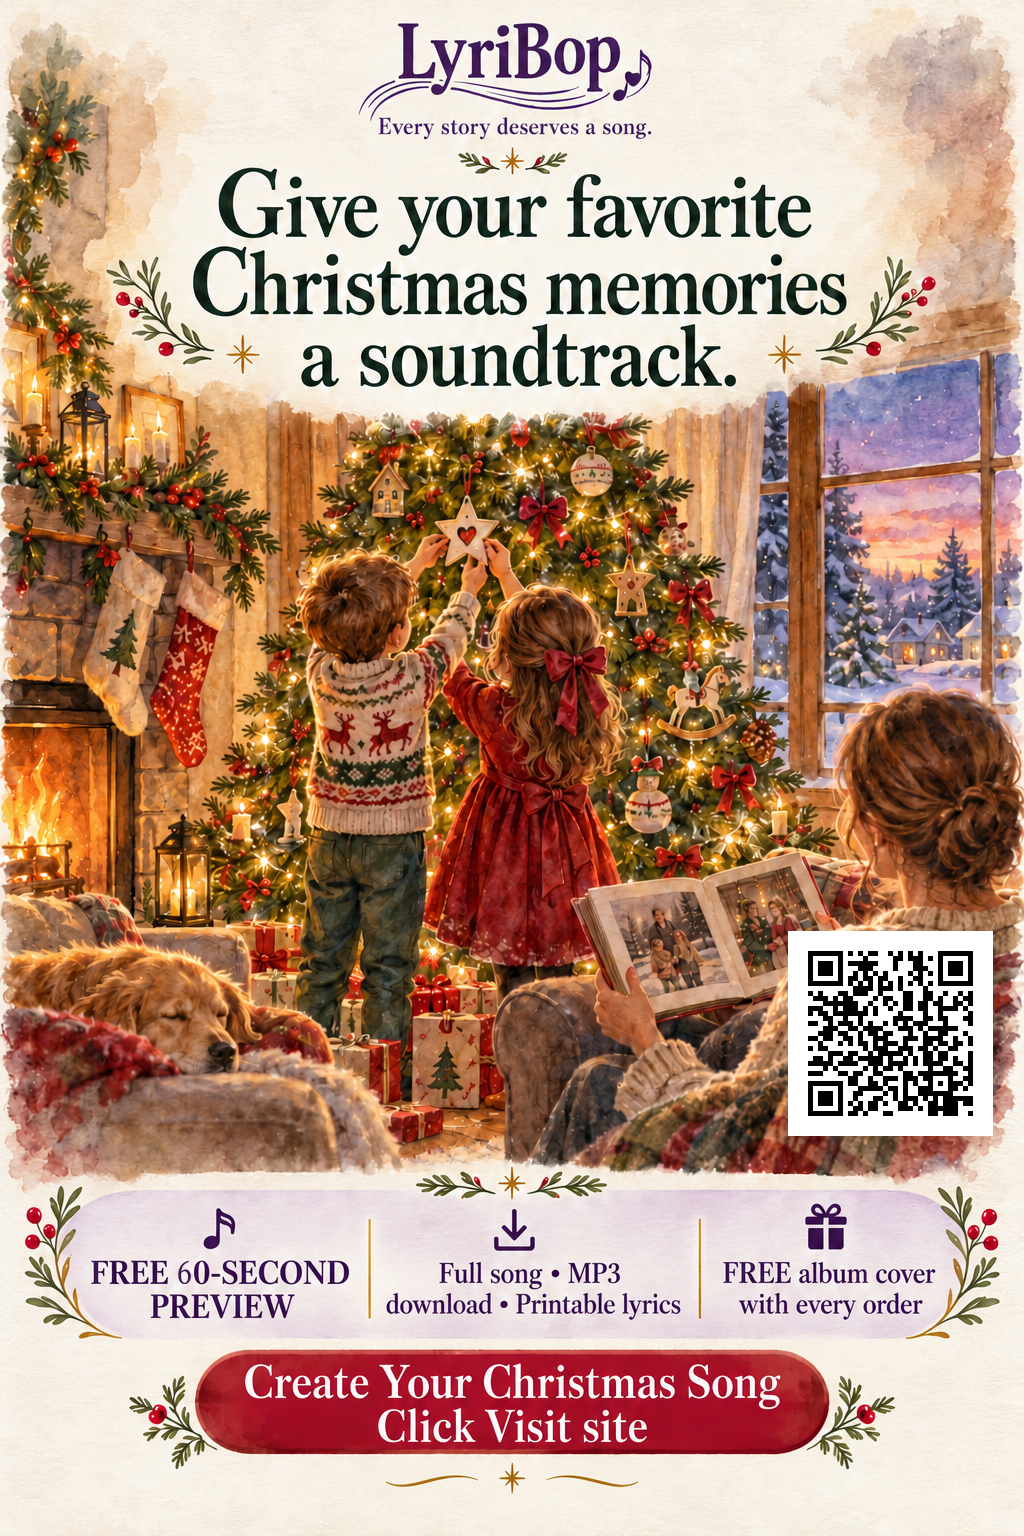 LyriBop
Every story deserves a song.
Give your favorite
Christmas memories
a soundtrack.
FREE 60-SECOND
PREVIEW
Full song • MP3
download • Printable lyrics
FREE album cover
with every order
Create Your Christmas Song
Click Visit site